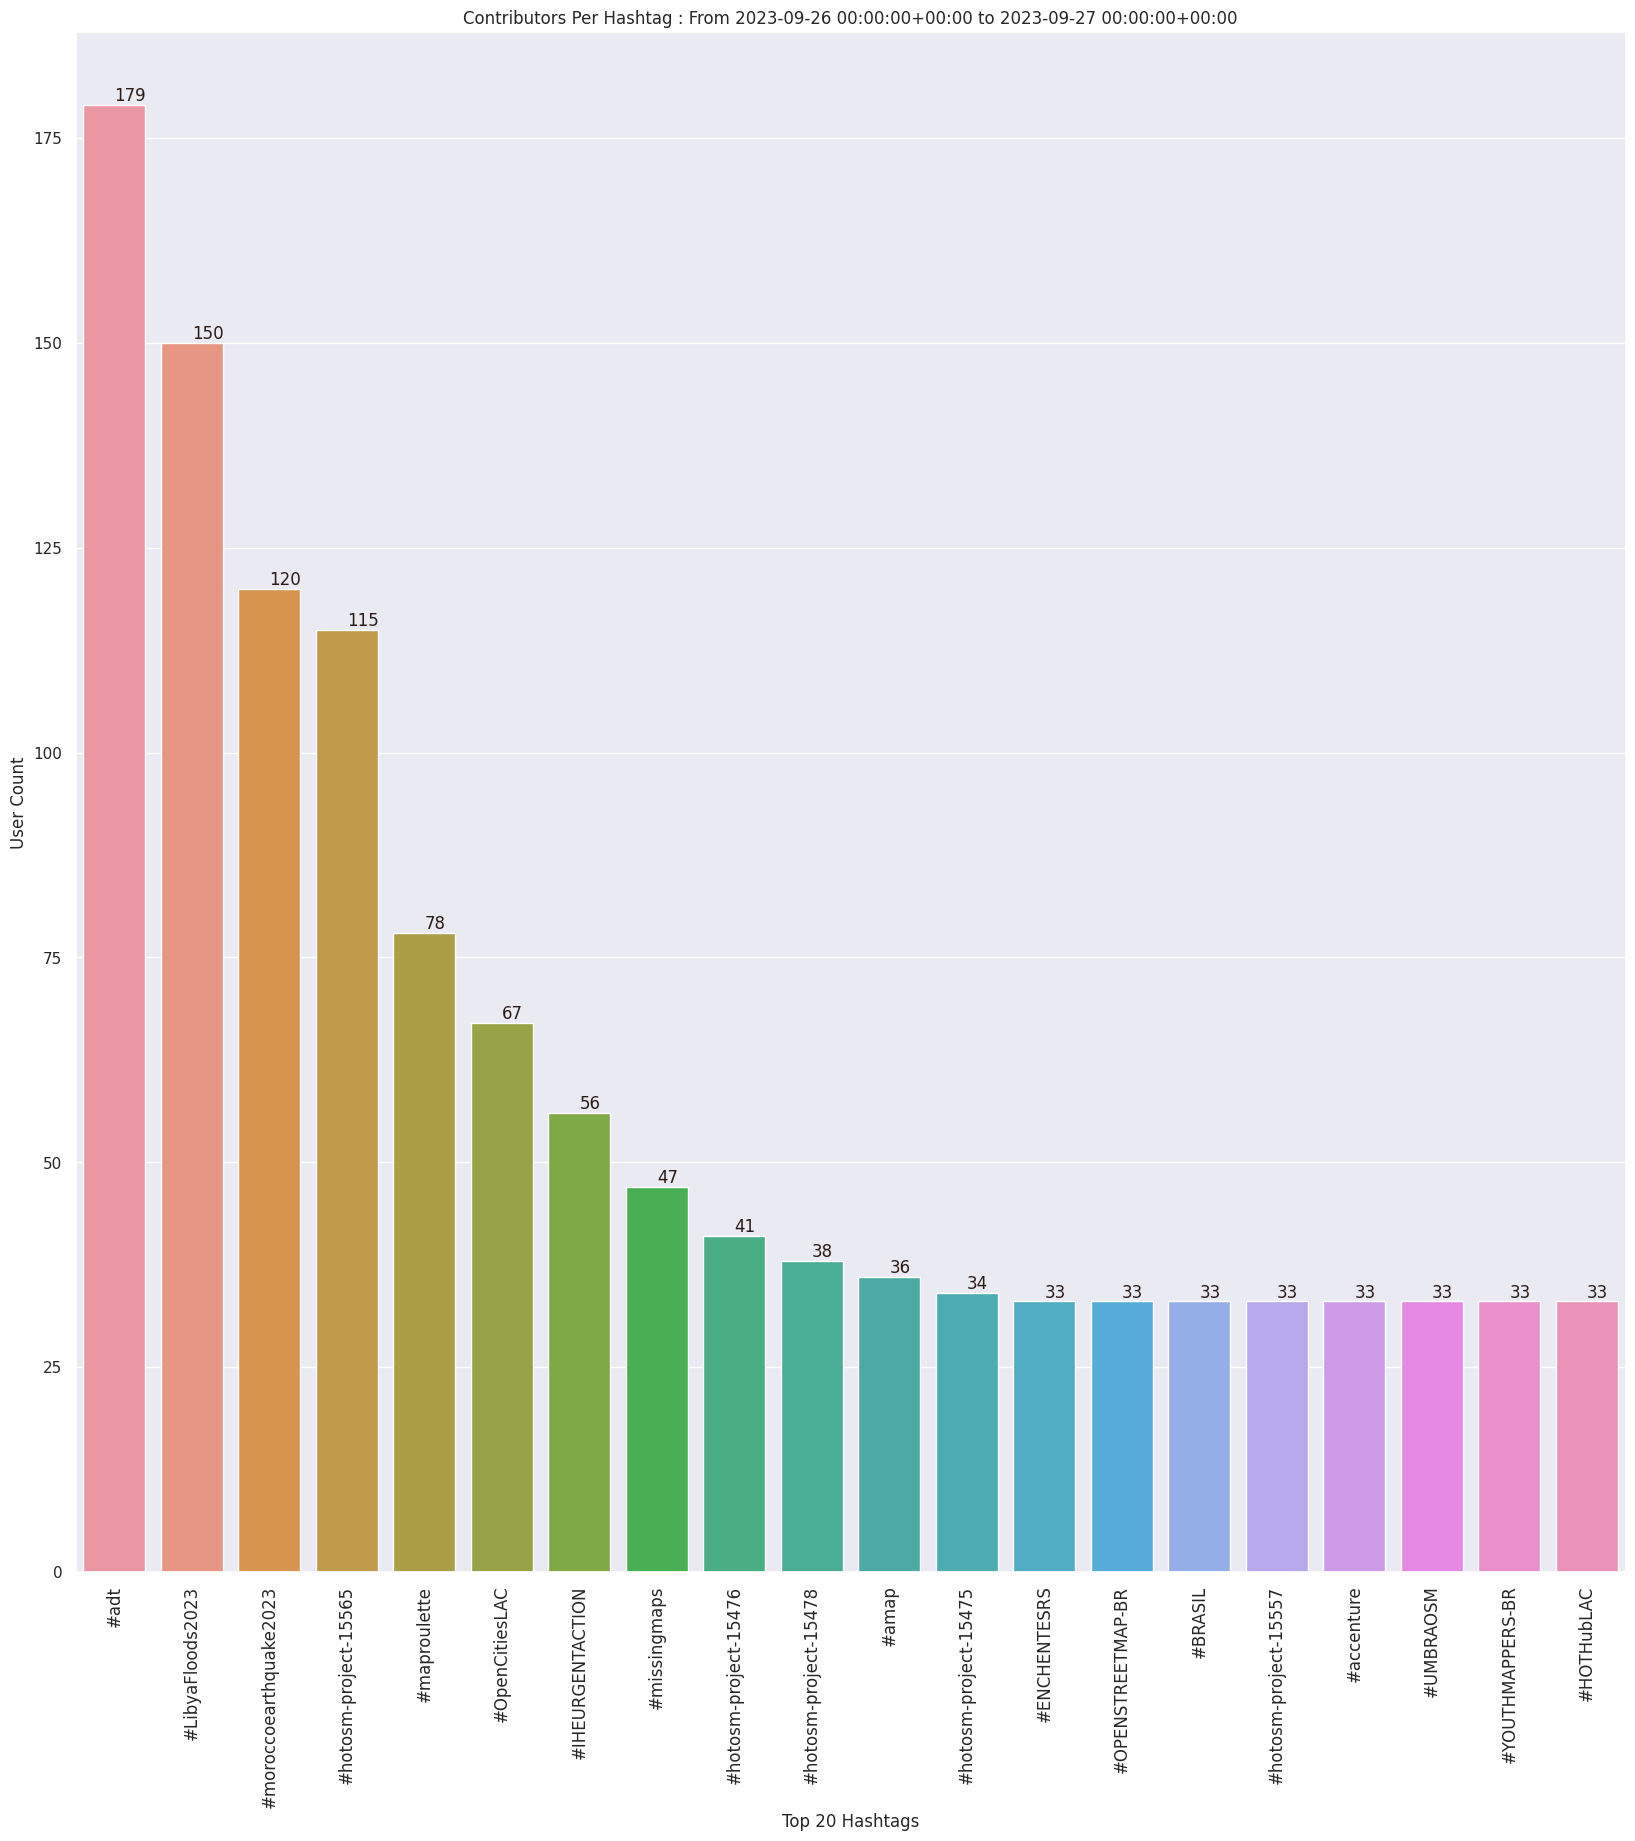 Contributors Per Hashtag : From 2023-09-26 00:00:00+00:00 to 2023-09-27 00:00:00+00:00
User Count
175
150
125
100
75
50
25
0
179
150
120
115
78
67
56
47
41
38
36
34
33
33
33
33
33
33
33
33
#adt
#LibyaFloods2023
#moroccoearthquake2023
#hotosm-project-15565
#maproulette
#OpenCitiesLAC
#IHEURGENTACTION
#missingmaps
#hotosm-project-15476
#hotosm-project-15478
#amap
#hotosm-project-15475
#ENCHENTESRS
#OPENSTREETMAP-BR
#BRASIL
#hotosm-project-15557
#accenture
#UMBRAOSM
#YOUTHMAPPERS-BR
#HOTHubLAC
Top 20 Hashtags